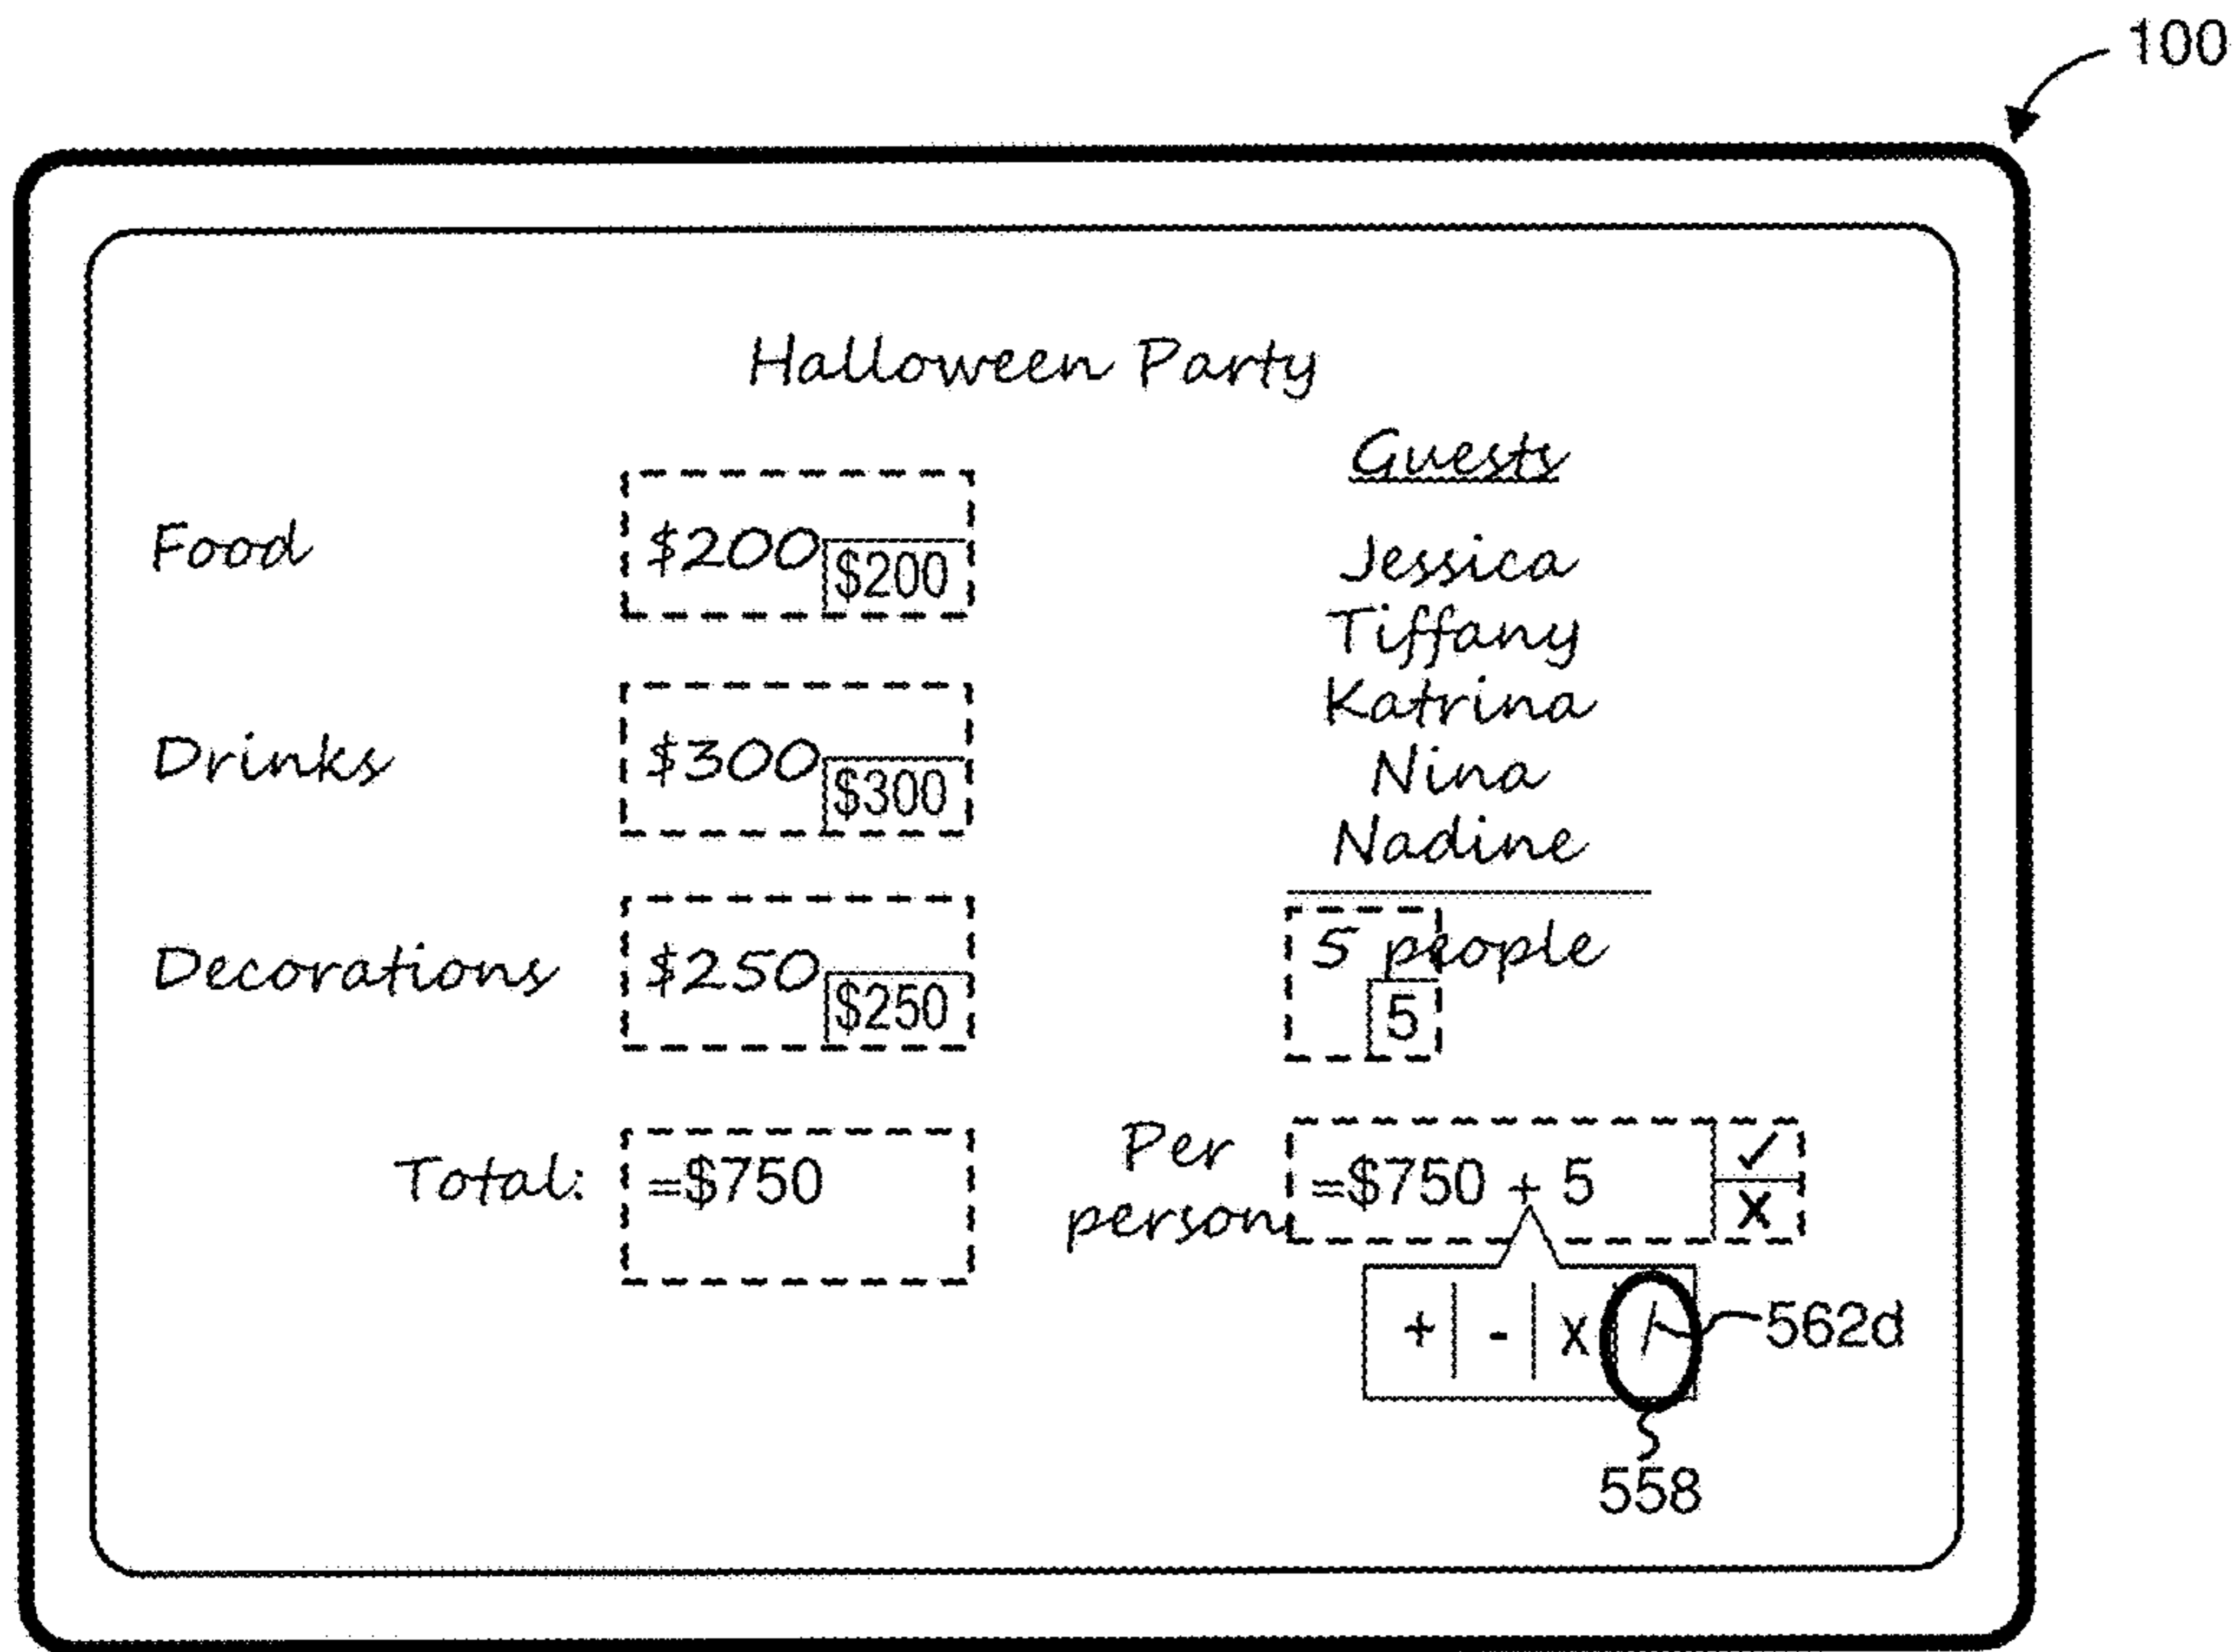 100
Halloween Party
Guests
Food
$200
$200
Jessica
Tiffany
Katrina
Nina
Nadine
Drinks
$300
$300
Decorations
$250
$250
5 people
5
Total:
=$750
Per
person
=$750 + 5
✓
X
+ - X /
562d
558